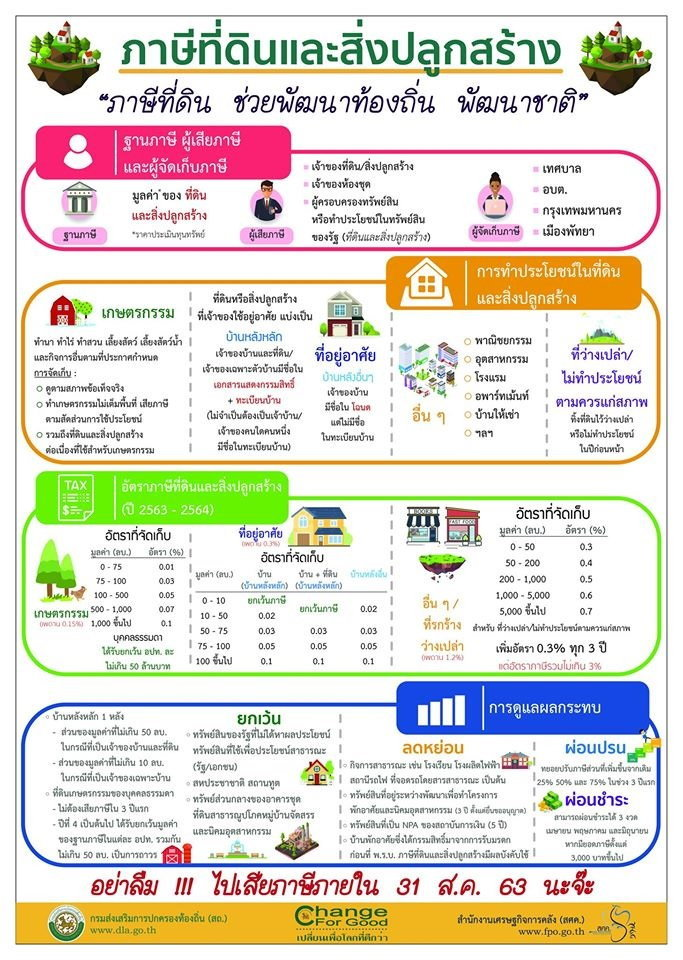 ภาษีที่ดินและสิ่งปลูกสร้าง
“ภาษีที่ดิน ช่วยพัฒนาท้องถิ่น พัฒนาชาติ”
ฐานภาษี ผู้เสียภาษี
และผู้จัดเก็บภาษี
มูลค่า* ของ ที่ดิน
และสิ่งปลูกสร้าง
*ราคาประเมินทุนทรัพย์
ฐานภาษี
ผู้เสียภาษี
เจ้าของที่ดิน/สิ่งปลูกสร้าง
เจ้าของห้องชุด
ผู้ครอบครองทรัพย์สิน
หรือทำประโยชน์ในทรัพย์สิน
ของรัฐ (ที่ดินและสิ่งปลูกสร้าง)
ผู้จัดเก็บภาษี
เทศบาล
อบต.
กรุงเทพมหานคร
เมืองพัทยา
การทำประโยชน์ในที่ดิน
และสิ่งปลูกสร้าง
เกษตรกรรม
ทำนา ทำไร่ ทำสวน เลี้ยงสัตว์ เลี้ยงสัตว์น้ำ
และกิจการอื่นตามที่ประกาศกำหนด
การจัดเก็บ :
ดูตามสภาพข้อเท็จจริง
ทำเกษตรกรรมไม่เต็มพื้นที่ เสียภาษี
ตามสัดส่วนการใช้ประโยชน์
รวมถึงที่ดินและสิ่งปลูกสร้าง
ต่อเนื่องที่ใช้สำหรับเกษตรกรรม
ที่ดินหรือสิ่งปลูกสร้าง
ที่เจ้าของใช้อยู่อาศัย แบ่งเป็น
บ้านหลังหลัก
เจ้าของบ้านและที่ดิน/
เจ้าของเฉพาะตัวบ้านมีชื่อใน
เอกสารแสดงกรรมสิทธิ์
+ ทะเบียนบ้าน
(ไม่จำเป็นต้องเป็นเจ้าบ้าน/
เจ้าของคนใดคนหนึ่ง
มีชื่อในทะเบียนบ้าน)
ที่อยู่อาศัย
บ้านหลังอื่นๆ
เจ้าของบ้าน
มีชื่อใน โฉนด
แต่ไม่มีชื่อ
ในทะเบียนบ้าน
อื่น ๆ
พาณิชยกรรม
อุตสาหกรรม
โรงแรม
อพาร์ทเม้นท์
บ้านให้เช่า
ฯลฯ
ที่ว่างเปล่า/
ไม่ทำประโยชน์
ตามควรแก่สภาพ
ทิ้งที่ดินไว้ว่างเปล่า
หรือไม่ทำประโยชน์
ในปีก่อนหน้า
TAX
อัตราภาษีที่ดินและสิ่งปลูกสร้าง
(ปี 2563 - 2564)
เกษตรกรรม
(เพดาน 0.15%)
อัตราที่จัดเก็บ
มูลค่า (ลบ.) อัตรา (%)
0 - 75 0.01
75 - 100 0.03
100 - 500 0.05
500 - 1,000 0.07
1,000 ขึ้นไป 0.1
บุคคลธรรมดา
ได้รับยกเว้น อปท. ละ
ไม่เกิน 50 ล้านบาท
ที่อยู่อาศัย
(เพดาน 0.3%)
อัตราที่จัดเก็บ
มูลค่า (ลบ.) บ้าน (บ้านหลังหลัก) บ้าน + ที่ดิน (บ้านหลังหลัก) บ้านหลังอื่น
0 - 10 ยกเว้นภาษี ยกเว้นภาษี 0.02
10 - 50 0.02
50 - 75 0.03 0.03 0.03
75 - 100 0.05 0.05 0.05
100 ขึ้นไป 0.1 0.1 0.1
BOOKS
FAST FOOD
อื่น ๆ /
ที่รกร้าง
ว่างเปล่า
(เพดาน 1.2%)
อัตราที่จัดเก็บ
มูลค่า (ลบ.) อัตรา (%)
0 - 50 0.3
50 - 200 0.4
200 - 1,000 0.5
1,000 - 5,000 0.6
5,000 ขึ้นไป 0.7
สำหรับ ที่ว่างเปล่า/ไม่ทำประโยชน์ตามควรแก่สภาพ
เพิ่มอัตรา 0.3% ทุก 3 ปี
แต่อัตราภาษีรวมไม่เกิน 3%
การดูแลผลกระทบ
ยกเว้น
บ้านหลังหลัก 1 หลัง
- ส่วนของมูลค่าที่ไม่เกิน 50 ลบ.
ในกรณีที่เป็นเจ้าของบ้านและที่ดิน
- ส่วนของมูลค่าที่ไม่เกิน 10 ลบ.
ในกรณีที่เป็นเจ้าของเฉพาะบ้าน
ที่ดินเกษตรกรรมของบุคคลธรรมดา
- ไม่ต้องเสียภาษีใน 3 ปีแรก
- ปีที่ 4 เป็นต้นไป ได้รับยกเว้นมูลค่า
ของฐานภาษีในแต่ละ อปท. รวมกัน
ไม่เกิน 50 ลบ. เป็นการถาวร
ทรัพย์สินของรัฐที่ไม่ได้หาผลประโยชน์
ทรัพย์สินที่ใช้เพื่อประโยชน์สาธารณะ
(รัฐ/เอกชน)
สหประชาชาติ สถานทูต
ทรัพย์ส่วนกลางของอาคารชุด
ที่ดินสาธารณูปโภคหมู่บ้านจัดสรร
และนิคมอุตสาหกรรม
ลดหย่อน
กิจการสาธารณะ เช่น โรงเรียน โรงผลิตไฟฟ้า
สถานีรถไฟ ที่จอดรถโดยสารสาธารณะ เป็นต้น
ทรัพย์สินที่อยู่ระหว่างพัฒนาเพื่อทำโครงการ
พักอาศัยและนิคมอุตสาหกรรม (3 ปี ตั้งแต่ยื่นขออนุญาต)
ทรัพย์สินที่เป็น NPA ของสถาบันการเงิน (5 ปี)
บ้านพักอาศัยซึ่งได้กรรมสิทธิ์มาจากการรับมรดก
ก่อนที่ พ.ร.บ. ภาษีที่ดินและสิ่งปลูกสร้างมีผลบังคับใช้
ผ่อนปรน
ทยอยปรับภาษีส่วนที่เพิ่มขึ้นจากเดิม
25% 50% และ 75% ในช่วง 3 ปีแรก
ผ่อนชำระ
สามารถผ่อนชำระได้ 3 งวด
เมษายน พฤษภาคม และมิถุนายน
หากมียอดภาษีตั้งแต่
3,000 บาทขึ้นไป
อย่าลืม !!! ไปเสียภาษีภายใน 31 ส.ค. 63 นะจ๊ะ
กรมส่งเสริมการปกครองท้องถิ่น (สถ.)
www.dla.go.th
Change
For Good
เปลี่ยนเพื่อโลกที่ดีกว่า
สำนักงานเศรษฐกิจการคลัง (สศค.)
www.fpo.go.th